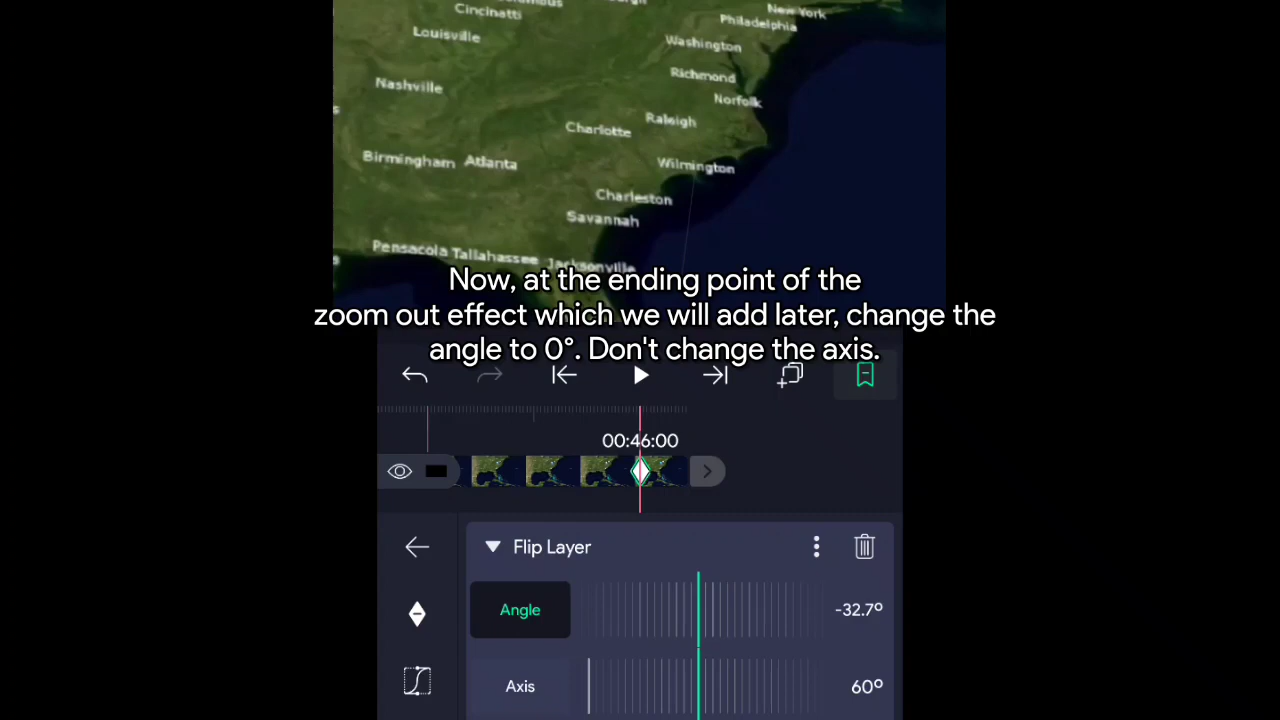 New York
Cincinatti
Philadelphia
Louisville
Washington
Richmond
Nashville
Norfolk
Raleigh
Charlotte
Birmingham Atlanta
Wilmington
Charleston
Savannah
Pensacola Tallahassee Jacksonville
Now, at the ending point of the
zoom out effect which we will add later, change the
angle to 0°. Don't change the axis.
00:46:00
Flip Layer
Angle
-32.7°
Axis
60°